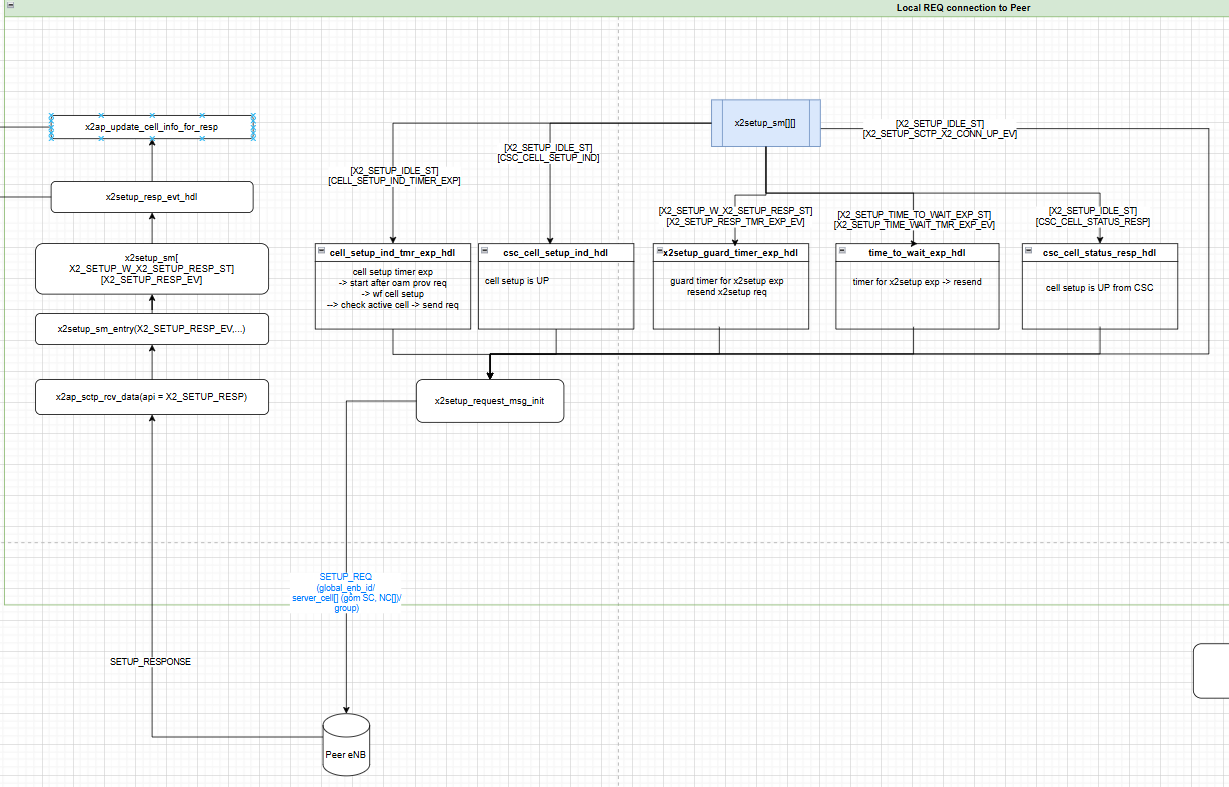 Local REQ connection to Peer
x2ap_update_cell_info_for_resp
x2setup_resp_evt_hdl
x2setup_sm[
X2_SETUP_W_X2_SETUP_RESP_ST]
[X2_SETUP_RESP_EV]
x2setup_sm_entry(X2_SETUP_RESP_EV,...)
x2ap_sctp_rcv_data(api = X2_SETUP_RESP)
x2setup_sm[][]
[X2_SETUP_IDLE_ST]
[X2_SETUP_SCTP_X2_CONN_UP_EV]
[X2_SETUP_IDLE_ST]
[CELL_SETUP_IND_TIMER_EXP]
[X2_SETUP_IDLE_ST]
[CSC_CELL_SETUP_IND]
[X2_SETUP_W_X2_SETUP_RESP_ST]
[X2_SETUP_RESP_TMR_EXP_EV]
[X2_SETUP_TIME_TO_WAIT_EXP_ST]
[X2_SETUP_TIME_WAIT_TMR_EXP_EV]
[X2_SETUP_IDLE_ST]
[CSC_CELL_STATUS_RESP]
cell_setup_ind_tmr_exp_hdl
cell setup timer exp
-> start after oam prov req
-> wf cell setup
--> check active cell -> send req
csc_cell_setup_ind_hdl
cell setup is UP
x2setup_guard_timer_exp_hdl
guard timer for x2setup exp
resend x2setup req
time_to_wait_exp_hdl
timer for x2setup exp -> resend
csc_cell_status_resp_hdl
cell setup is UP from CSC
x2setup_request_msg_init
SETUP_REQ
(global_enb_id/
server_cell[] (gồm SC, NC[])/
group)
SETUP_RESPONSE
Peer eNB